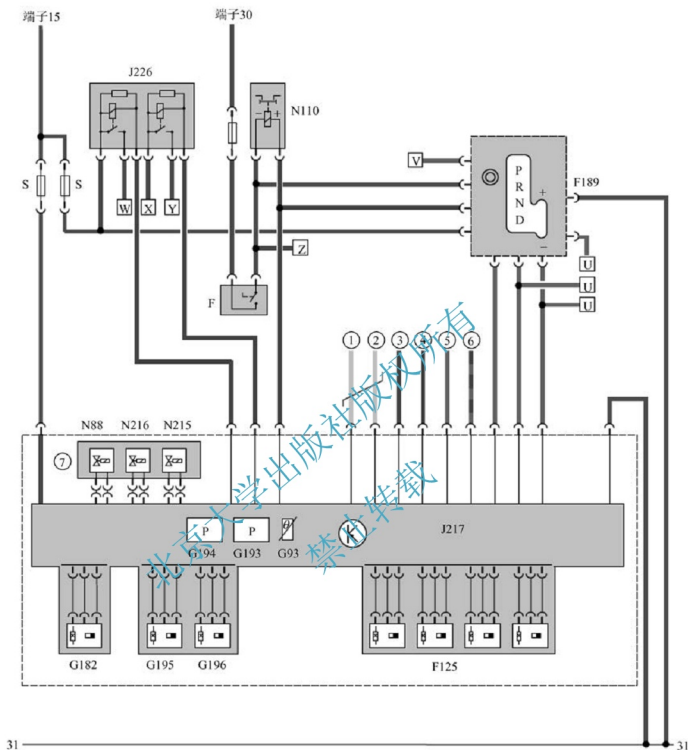 端子15
端子30
J226
N110
S
S
W
X
Y
V
P
R
N
D
+
−
F189
U
U
U
Z
F
− +
1
2
3
4
5
6
7
N88
N216
N215
P
G194
P
G193
θ
G93
J217
G182
G195
G196
F125
31
31
北京大学出版社版权所有
禁止转载